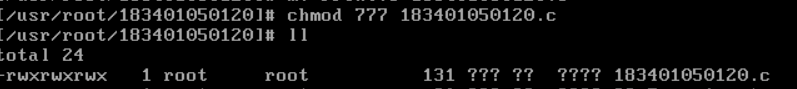 [/usr/root/183401050120]# chmod 777 183401050120.c
[/usr/root/183401050120]# ll
total 24
-rwxrwxrwx 1 root root 131 ??? ?? ???? 183401050120.c